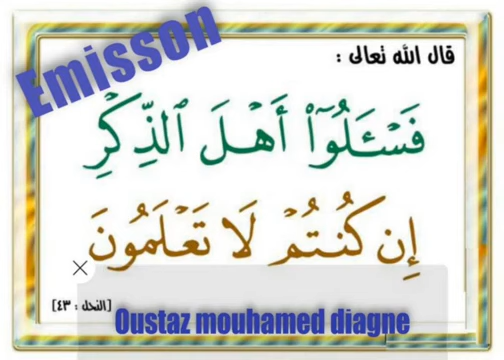 Emisson
قال الله تعالى :
فَسْـَٔلُوٓا۟ أَهْلَ ٱلذِّكْرِ
إِن كُنتُمْ لَا تَعْلَمُونَ
[النحل : ٤٣]
Oustaz mouhamed diagne